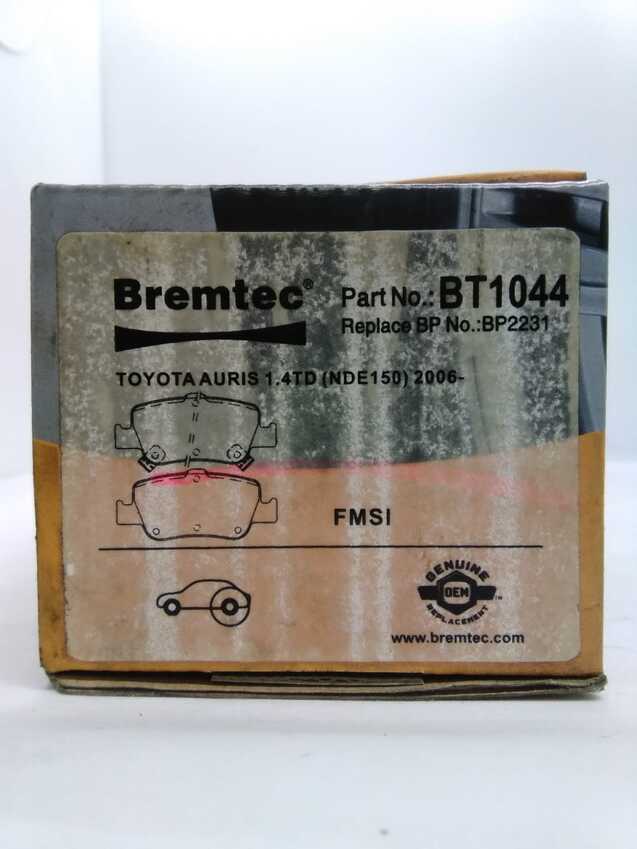 Bremtec®
Part No.: BT1044
Replace BP No.:BP2231
TOYOTA AURIS 1.4TD (NDE150) 2006-
FMSI
GENUINE
OEM
REPLACEMENT
™
www.bremtec.com